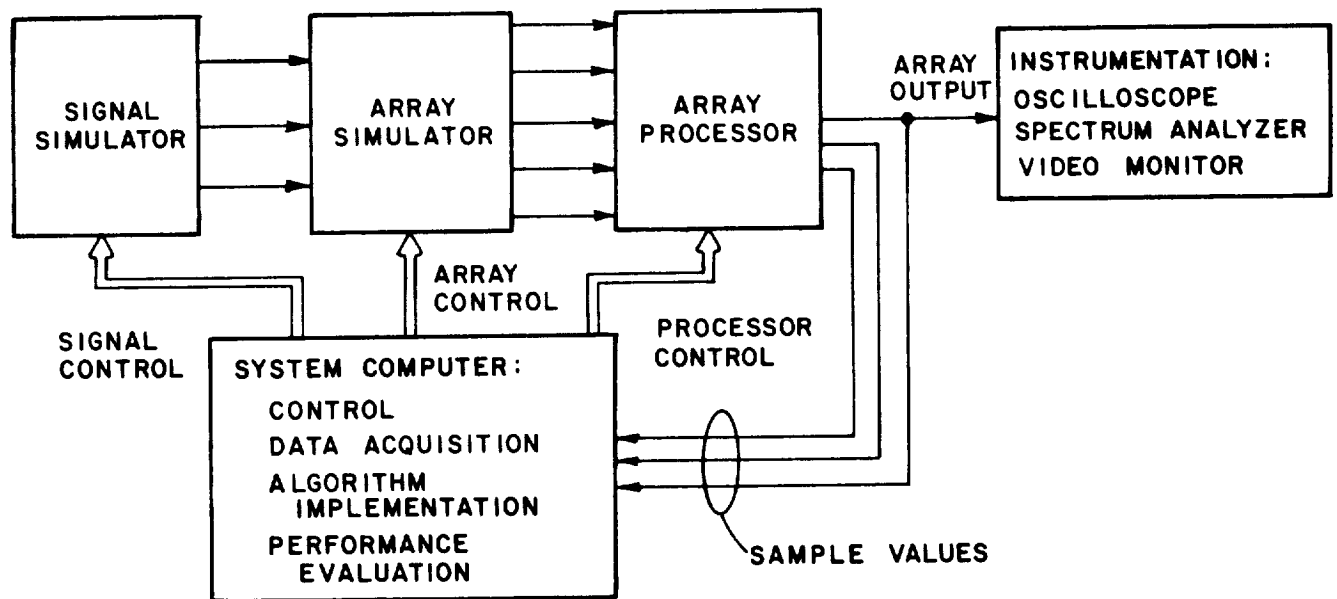 SIGNAL
SIMULATOR
ARRAY
SIMULATOR
ARRAY
PROCESSOR
ARRAY
OUTPUT
INSTRUMENTATION:
OSCILLOSCOPE
SPECTRUM ANALYZER
VIDEO MONITOR
SIGNAL
CONTROL
ARRAY
CONTROL
PROCESSOR
CONTROL
SYSTEM COMPUTER:
CONTROL
DATA ACQUISITION
ALGORITHM
IMPLEMENTATION
PERFORMANCE
EVALUATION
SAMPLE VALUES